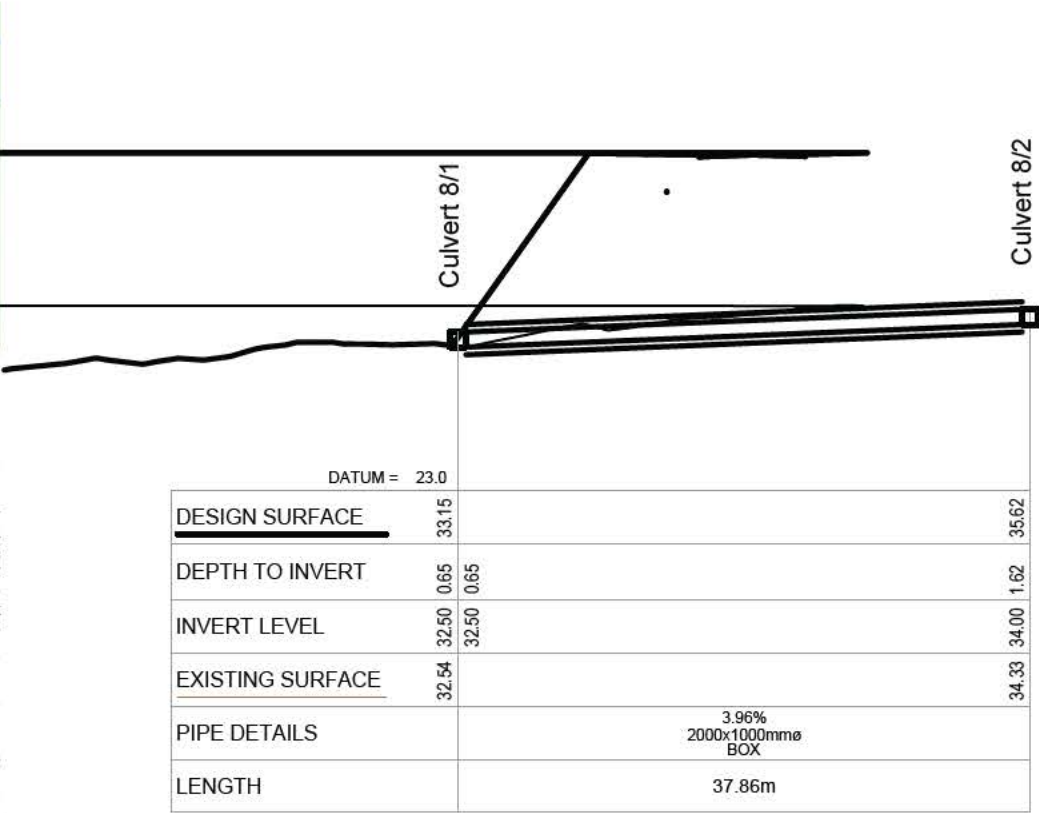 Culvert 8/1
Culvert 8/2
DATUM = 23.0
DESIGN SURFACE 33.15 35.62
DEPTH TO INVERT 0.65 0.65 1.62
INVERT LEVEL 32.50 32.50 34.00
EXISTING SURFACE 32.54 34.33
PIPE DETAILS
3.96%
2000x1000mmø
BOX
LENGTH 37.86m